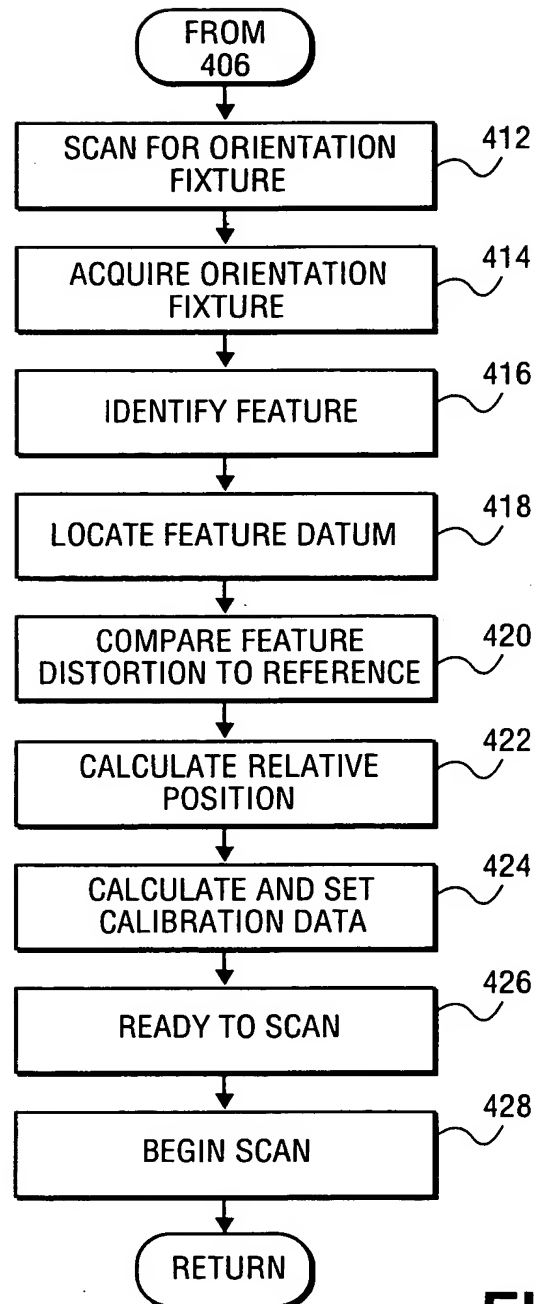 FROM
406
SCAN FOR ORIENTATION
FIXTURE
412
ACQUIRE ORIENTATION
FIXTURE
414
IDENTIFY FEATURE
416
LOCATE FEATURE DATUM
418
COMPARE FEATURE
DISTORTION TO REFERENCE
420
CALCULATE RELATIVE
POSITION
422
CALCULATE AND SET
CALIBRATION DATA
424
READY TO SCAN
426
BEGIN SCAN
428
RETURN